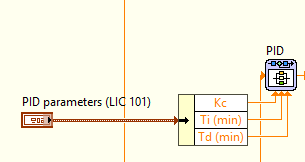 PID
PID parameters (LIC 101)
Kc
Ti (min)
Td (min)